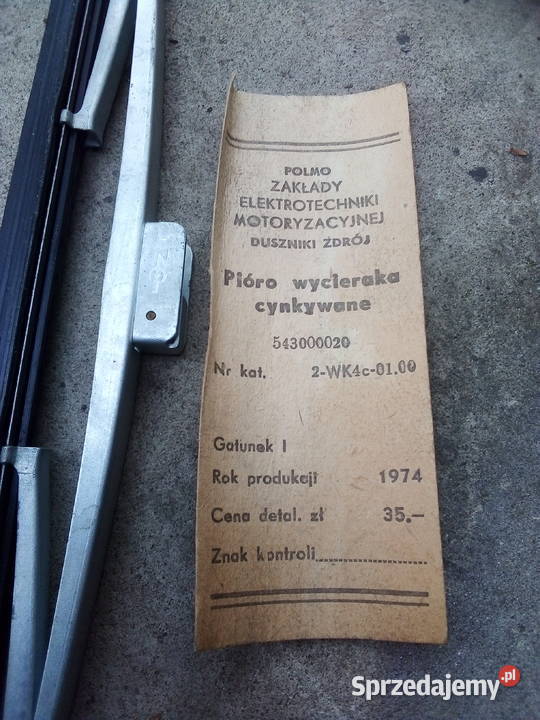 POLMO
ZAKŁADY
ELEKTROTECHNIKI
MOTORYZACYJNEJ
DUSZNIKI ZDRÓJ
Pióro wycieraka
cynkywane
543000020
Nr kat. 2-WK4c-01.00
Gatunek I
Rok produkcji 1974
Cena detal. zł 35.–
Znak kontroli
Sprzedajemy.pl